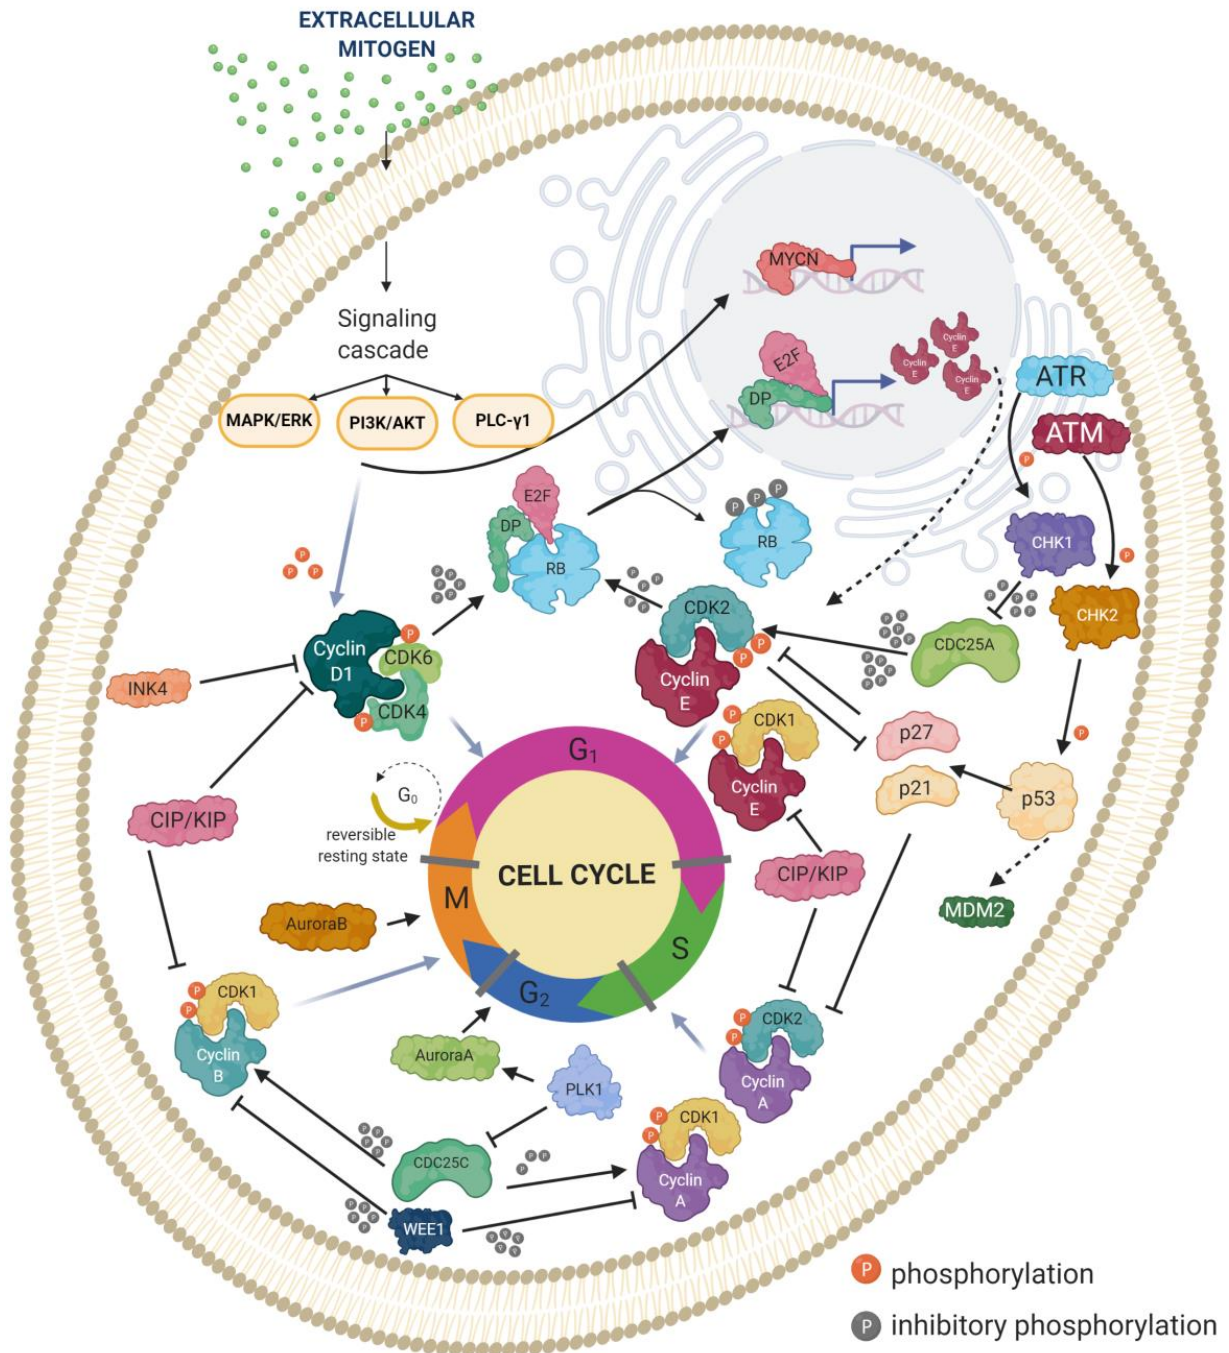 EXTRACELLULAR
MITOGEN
Signaling
cascade
MAPK/ERK
PI3K/AKT
PLC-γ1
MYCN
E2F
DP
Cyclin
E
Cyclin
E
Cyclin
E
ATR
ATM
P
CHK1
P
CHK2
E2F
DP
RB
P P P
RB
P P P
P P P P P P
P P P P P
CDK2
Cyclin
E
P P
P P P P P
P P P P P
P P P P P
CDC25A
Cyclin
D1
P
CDK6
CDK4
P
INK4
CDK1
Cyclin
E
P
P
p27
p21
P
p53
MDM2
CIP/KIP
CIP/KIP
G₀
reversible
resting state
G₁
CELL CYCLE
M
S
G₂
AuroraB
CDK1
Cyclin
B
P
P
AuroraA
PLK1
CDK2
Cyclin
A
P
P
CDK1
Cyclin
A
P
P
CDC25C
P P P P P
P P P
WEE1
P P P P P
P P P P P
P phosphorylation
P inhibitory phosphorylation